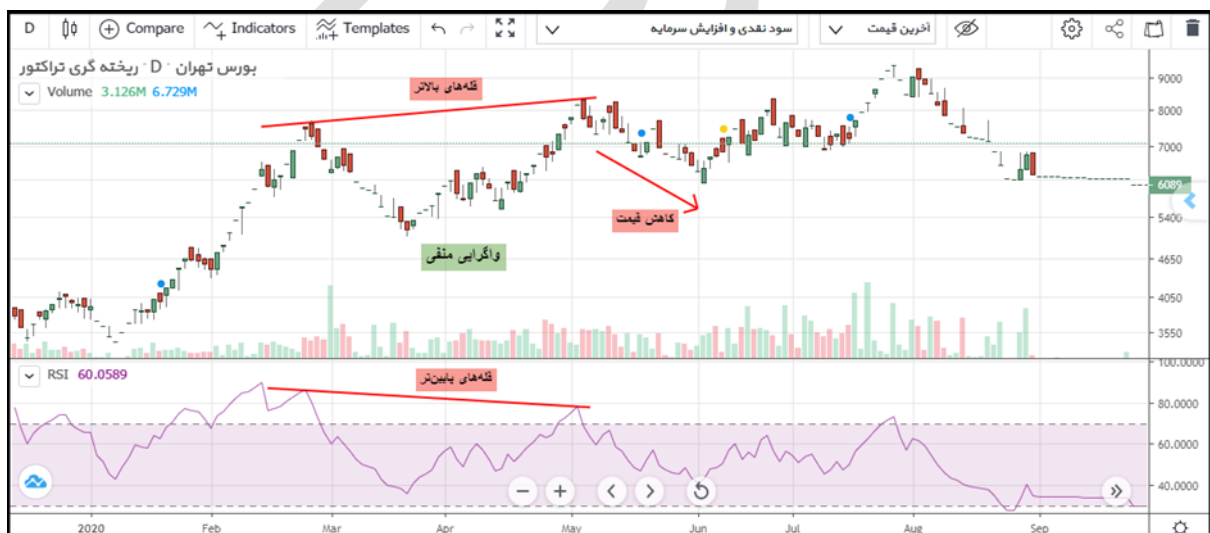 D Compare Indicators Templates سود نقدی و افزایش سرمایه آخرین قیمت
بورس تهران · D · ریخته گری تراکتور
Volume 3.126M 6.729M
قله‌های بالاتر
کاهش قیمت
واگرایی منفی
9000
8000
7000
6089
5400
4650
4050
3550
RSI 60.0589
قله‌های پایین‌تر
100.0000
80.0000
60.0000
40.0000
2020 Feb Mar Apr May Jun Jul Aug Sep